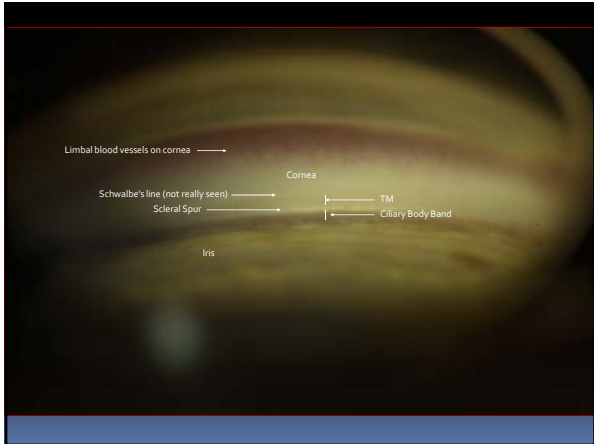 Limbal blood vessels on cornea
Cornea
Schwalbe's line (not really seen)
TM
Scleral Spur
Ciliary Body Band
Iris